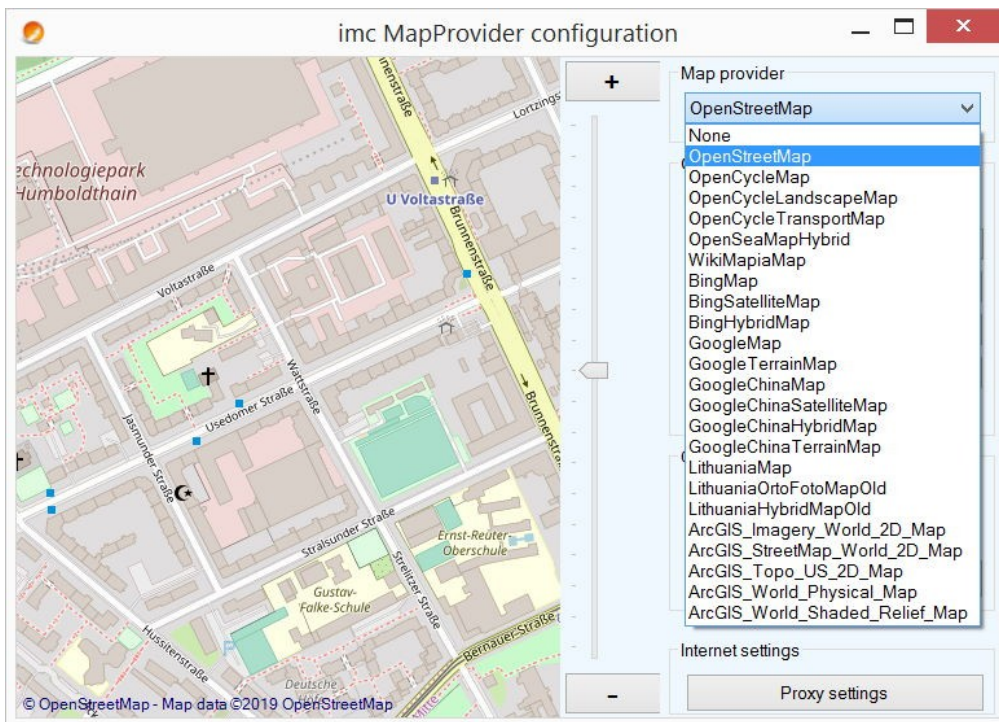 imc MapProvider configuration
Map provider
OpenStreetMap
None
OpenStreetMap
OpenCycleMap
OpenCycleLandscapeMap
OpenCycleTransportMap
OpenSeaMapHybrid
WikiMapiaMap
BingMap
BingSatelliteMap
BingHybridMap
GoogleMap
GoogleTerrainMap
GoogleChinaMap
GoogleChinaSatelliteMap
GoogleChinaHybridMap
GoogleChinaTerrainMap
LithuaniaMap
LithuaniaOrtoFotoMapOld
LithuaniaHybridMapOld
ArcGIS_Imagery_World_2D_Map
ArcGIS_StreetMap_World_2D_Map
ArcGIS_Topo_US_2D_Map
ArcGIS_World_Physical_Map
ArcGIS_World_Shaded_Relief_Map
Internet settings
Proxy settings
+
-
nenstraße
Lortzings
echnologiepark
Humboldthain
U Voltastraße
Brunnenstraße
Voltastraße
Wattstraße
Usedomer Straße
Jasmunder Straße
Brunnenstraß
Stralsunder Straße
Ernst-Reuter-
Oberschule
Strelitzer Straße
Gustav-
Falke-Schule
Hussitenstraße
P
Bernauer Straße
Deutsche
Mitte
© OpenStreetMap - Map data ©2019 OpenStreetMap